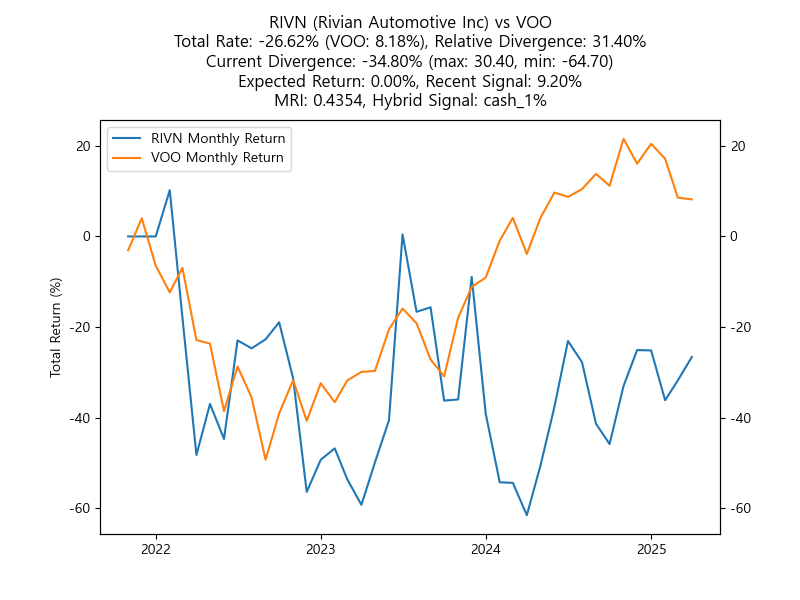 RIVN (Rivian Automotive Inc) vs VOO
Total Rate: -26.62% (VOO: 8.18%), Relative Divergence: 31.40%
Current Divergence: -34.80% (max: 30.40, min: -64.70)
Expected Return: 0.00%, Recent Signal: 9.20%
MRI: 0.4354, Hybrid Signal: cash_1%
RIVN Monthly Return
VOO Monthly Return
20
0
-20
-40
-60
20
0
-20
-40
-60
Total Return (%)
2022
2023
2024
2025